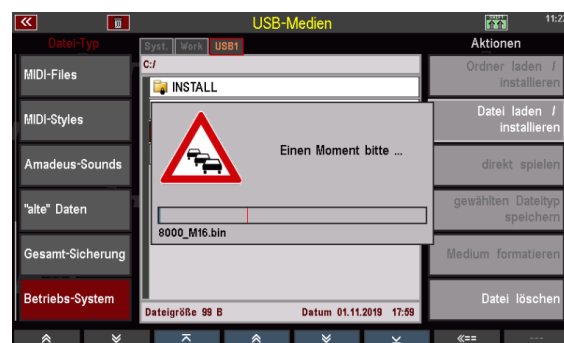 USB-Medien
11:2
Datei-Typ
Syst. Work USB1
Aktionen
C:/
INSTALL
MIDI-Files
MIDI-Styles
Amadeus-Sounds
"alte" Daten
Gesamt-Sicherung
Betriebs-System
Einen Moment bitte ...
8000_M16.bin
Dateigröße 99 B
Datum 01.11.2019 17:59
Ordner laden /
installieren
Datei laden /
installieren
direkt spielen
gewählten Dateityp
speichern
Medium formatieren
Datei löschen
«==
---